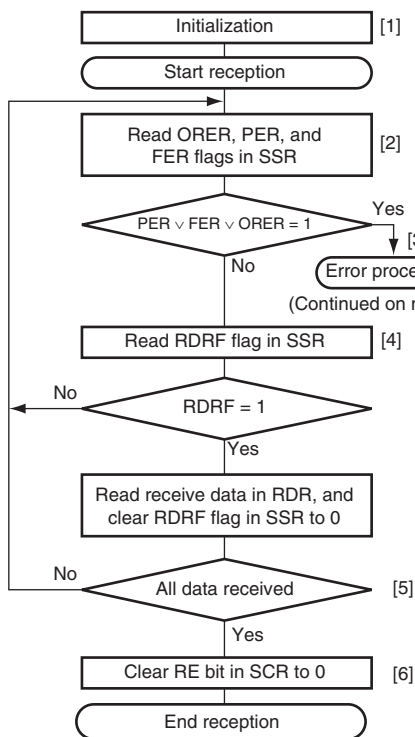 Initialization [1]
Start reception
Read ORER, PER, and
FER flags in SSR
[2]
PER ∨ FER ∨ ORER = 1
Yes
No
Error
(Continued on
Read RDRF flag in SSR [4]
No
RDRF = 1
Yes
Read receive data in RDR, and
clear RDRF flag in SSR to 0
No
All data received [5]
Yes
Clear RE bit in SCR to 0 [6]
End reception